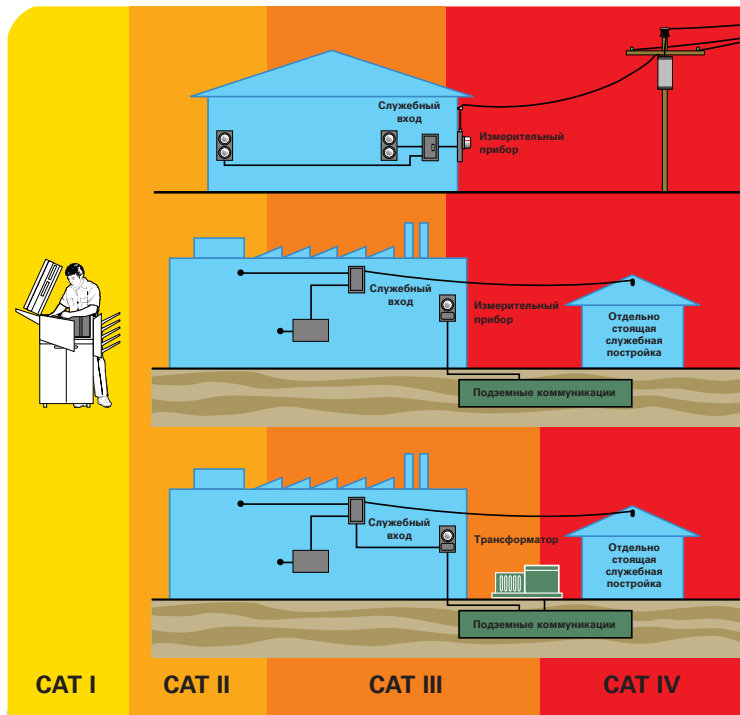 Служебный
вход
Измерительный
прибор
Служебный
вход
Измерительный
прибор
Отдельно
стоящая
служебная
постройка
Подземные коммуникации
Служебный
вход
Трансформатор
Отдельно
стоящая
служебная
постройка
Подземные коммуникации
CAT I
CAT II
CAT III
CAT IV